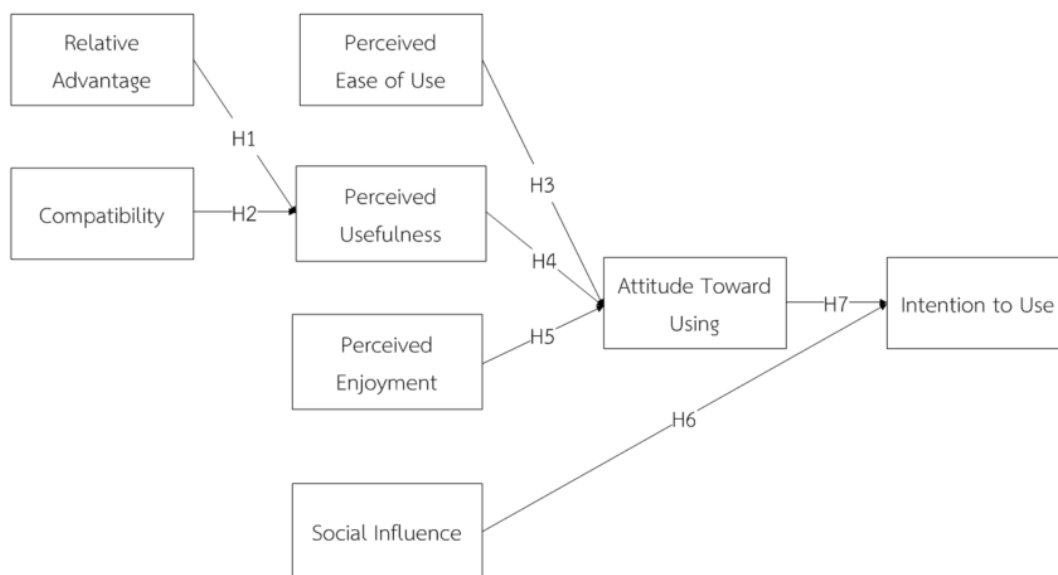 Relative
Advantage
Perceived
Ease of Use
H1
H3
Compatibility
H2
Perceived
Usefulness
H4
Attitude Toward
Using
H7
Intention to Use
H5
Perceived
Enjoyment
H6
Social Influence